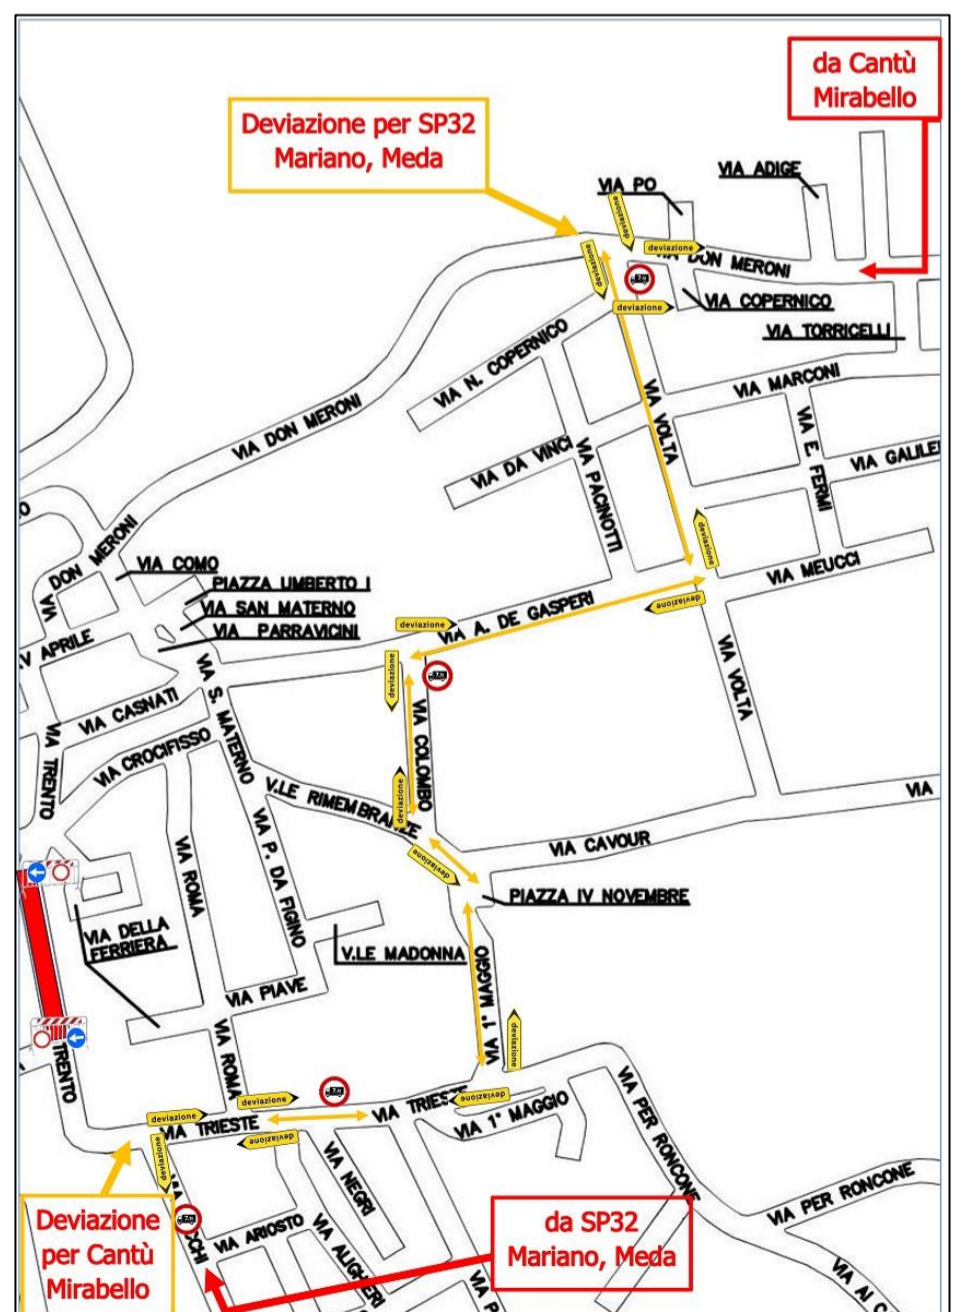 da Cantù
Mirabello
Deviazione per SP32
Mariano, Meda
VIA ADIGE
VIA PO
deviazione
deviazione
VIA DON MERONI
deviazione
deviazione
VIA COPERNICO
VIA TORRICELLI
VIA N. COPERNICO
VIA MARCONI
VIA VOLTA
VIA DON MERONI
VIA E. FERMI
VIA DA VINCI
VIA PACINOTTI
VIA GALILEI
VIA DON MERONI
deviazione
VIA COMO
VIA MEUCCI
PIAZZA UMBERTO I
VIA SAN MATERNO
deviazione
VIA A. DE GASPERI
VIA PARRAVICINI
deviazione
V APRILE
deviazione
VIA S. MATERNO
VIA VOLTA
VIA CASNATI
VIA COLOMBO
VIA TRENTO
VIA CROCIFISSO
deviazione
V.LE RIMEMBRANZE
VIA
VIA CAVOUR
VIA P. DA FIGINO
VIA ROMA
deviazione
PIAZZA IV NOVEMBRE
VIA DELLA
FERRIERA
V.LE MADONNA
VIA 1° MAGGIO
VIA PIAVE
deviazione
TRENTO
VIA ROMA
deviazione
deviazione
VIA TRIESTE
VIA 1° MAGGIO
deviazione
VIA TRIESTE
deviazione
VIA PER RONCONE
deviazione
VIA NEGRI
VIA PER RONCONE
VIA ARIOSTO
VIA ALIGHERI
Deviazione
per Cantù
Mirabello
da SP32
Mariano, Meda
VIA P
VIA AL